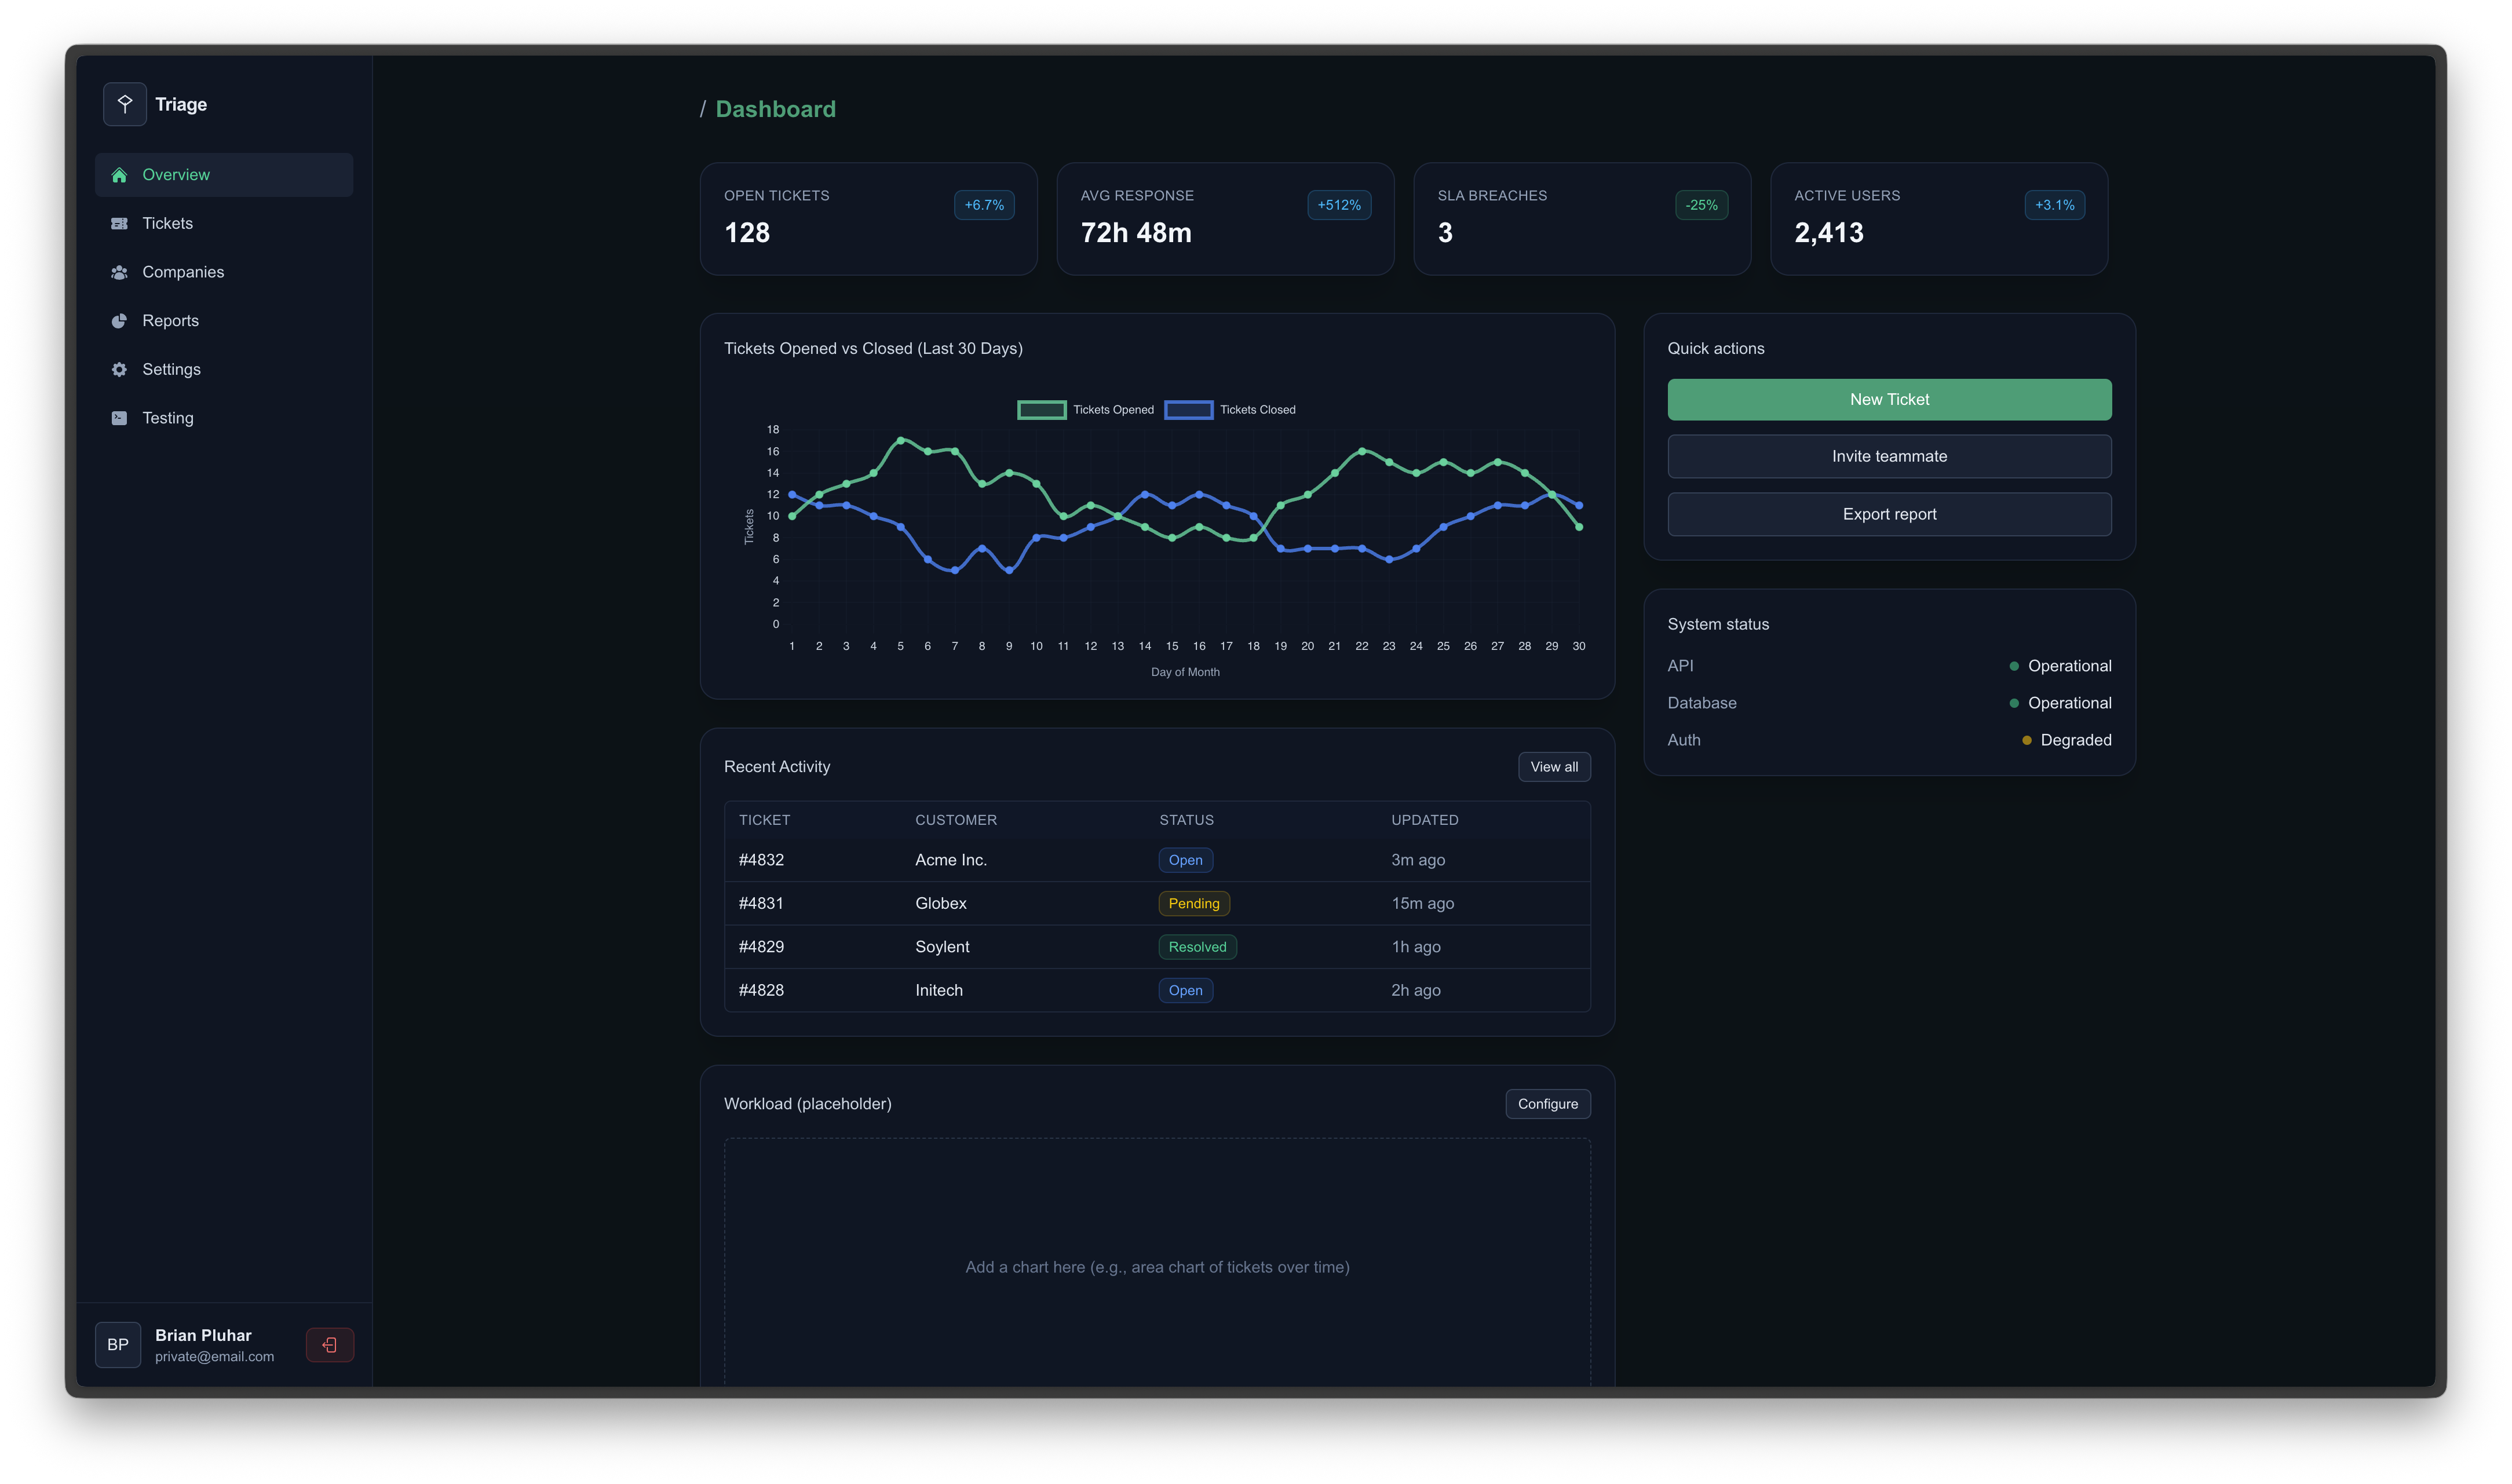 Triage
Overview
Tickets
Companies
Reports
Settings
Testing
BP
Brian Pluhar
private@email.com
/ Dashboard
OPEN TICKETS
128
+6.7%
AVG RESPONSE
72h 48m
+512%
SLA BREACHES
3
-25%
ACTIVE USERS
2,413
+3.1%
Tickets Opened vs Closed (Last 30 Days)
Tickets Opened Tickets Closed
18
16
14
12
10
8
6
4
2
0
Tickets
1 2 3 4 5 6 7 8 9 10 11 12 13 14 15 16 17 18 19 20 21 22 23 24 25 26 27 28 29 30
Day of Month
Quick actions
New Ticket
Invite teammate
Export report
System status
API Operational
Database Operational
Auth Degraded
Recent Activity View all
TICKET CUSTOMER STATUS UPDATED
#4832 Acme Inc. Open 3m ago
#4831 Globex Pending 15m ago
#4829 Soylent Resolved 1h ago
#4828 Initech Open 2h ago
Workload (placeholder) Configure
Add a chart here (e.g., area chart of tickets over time)